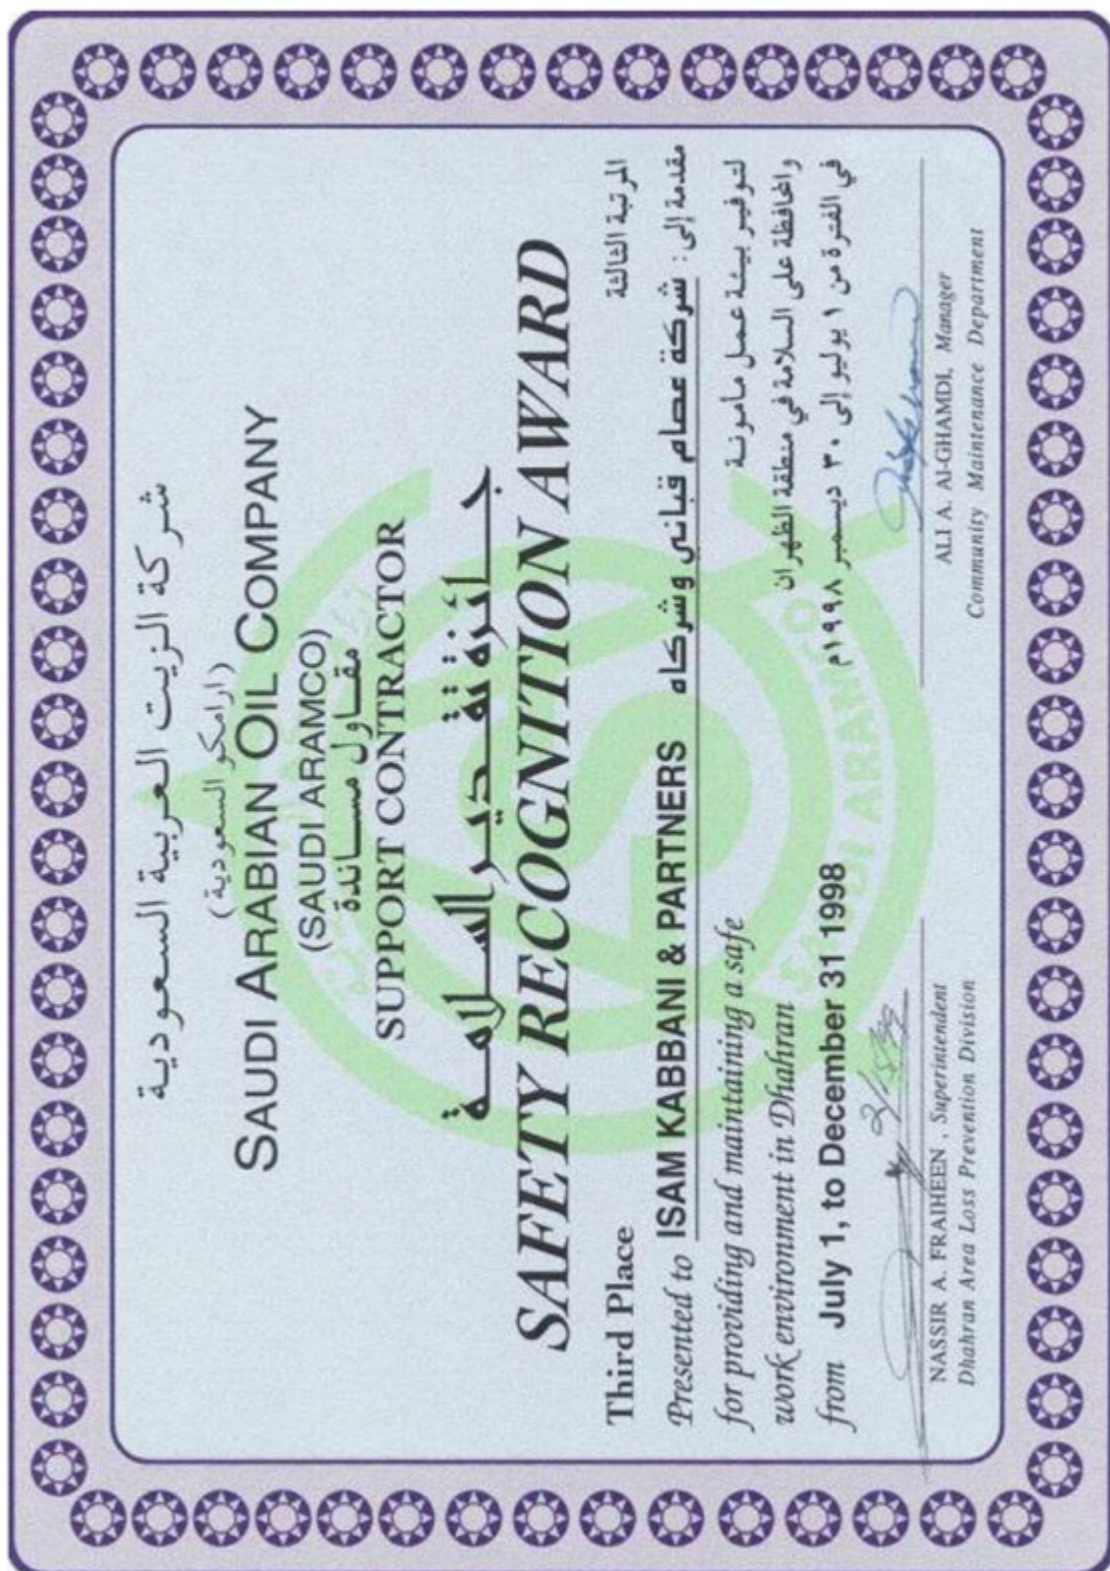 شركة الزيت العربية السعودية
(ارامكو السعودية)
SAUDI ARABIAN OIL COMPANY
(SAUDI ARAMCO)
مقاول مساندة
SUPPORT CONTRACTOR
جائزة تقدير السلامة
SAFETY RECOGNITION AWARD
Third Place
المرتبة الثالثة
Presented to ISAM KABBANI & PARTNERS
مقدمة إلى: شركة عصام قباني وشركاه
for providing and maintaining a safe
لتوفير بيئة عمل مامونة
work environment in Dhahran
والمحافظة على السلامة في منطقة الظهران
from July 1, to December 31 1998
في الفترة من ١ يوليو إلى ٣٠ ديسمبر ١٩٩٨م
NASSIR A. FRAIHEEN, Superintendent
Dhahran Area Loss Prevention Division
ALI A. Al-GHAMDI, Manager
Community Maintenance Department
SAUDI ARAMCO